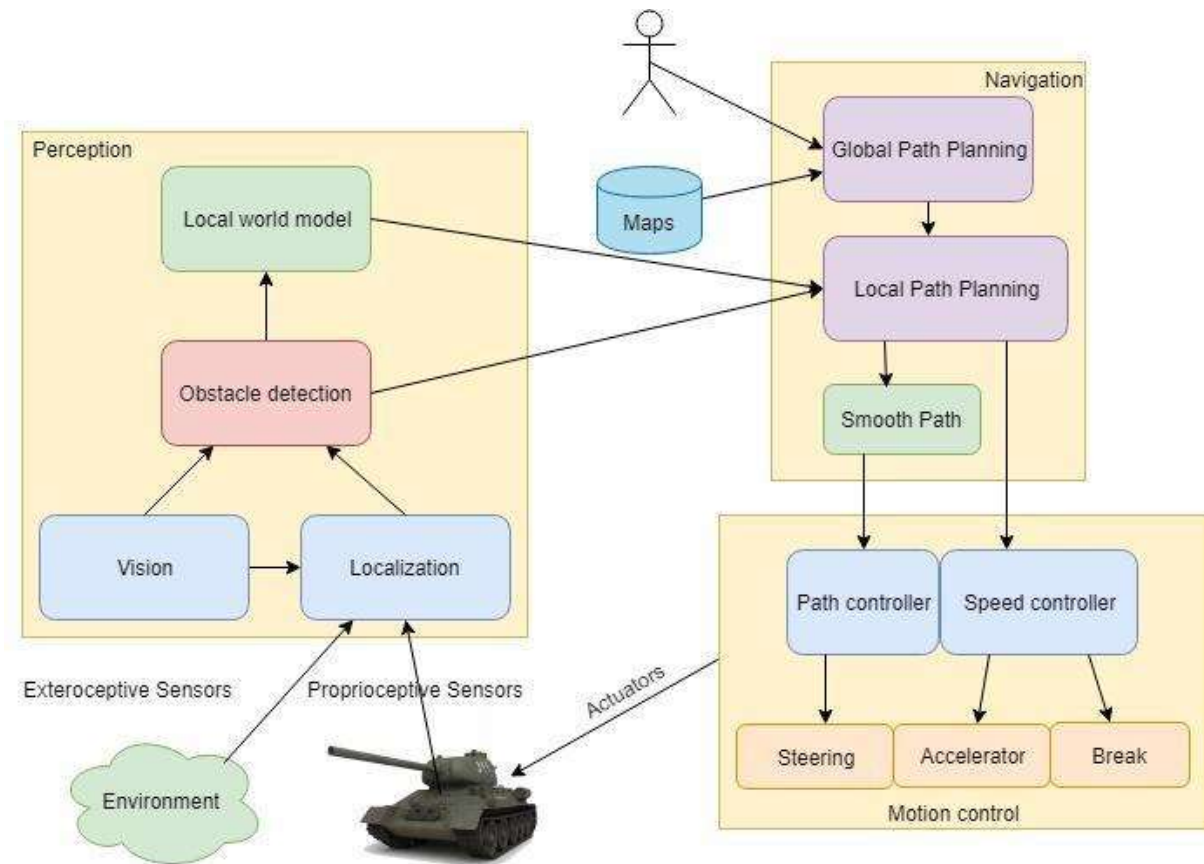 Navigation
Global Path Planning
Perception
Local world model
Maps
Local Path Planning
Obstacle detection
Smooth Path
Vision
Localization
Path controller
Speed controller
Exteroceptive Sensors
Proprioceptive Sensors
Actuators
Steering
Accelerator
Break
Environment
Motion control